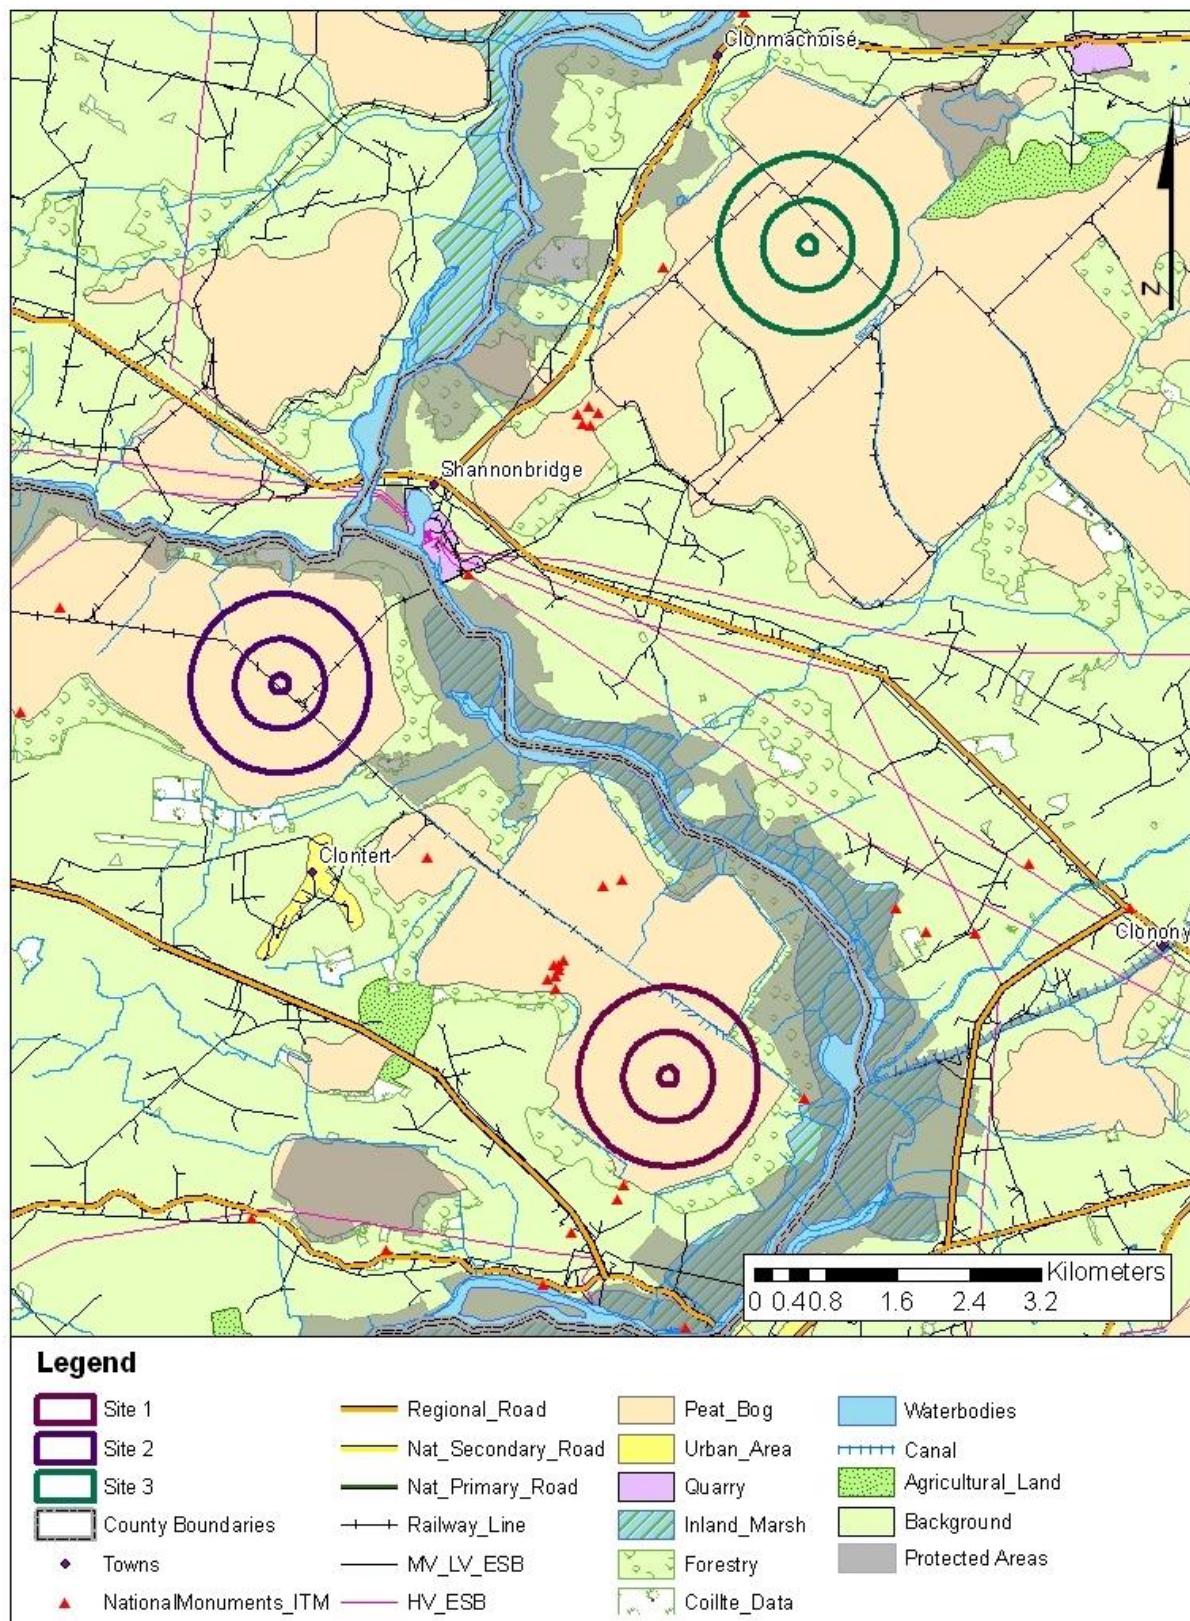 Clonmacnoise
N
Shannonbridge
Clontert
Clonony
Kilometers
0 0.4 0.8 1.6 2.4 3.2
Legend
Site 1
Site 2
Site 3
County Boundaries
Towns
NationalMonuments_ITM
Regional_Road
Nat_Secondary_Road
Nat_Primary_Road
Railway_Line
MV_LV_ESB
HV_ESB
Peat_Bog
Urban_Area
Quarry
Inland_Marsh
Forestry
Coillte_Data
Waterbodies
Canal
Agricultural_Land
Background
Protected Areas